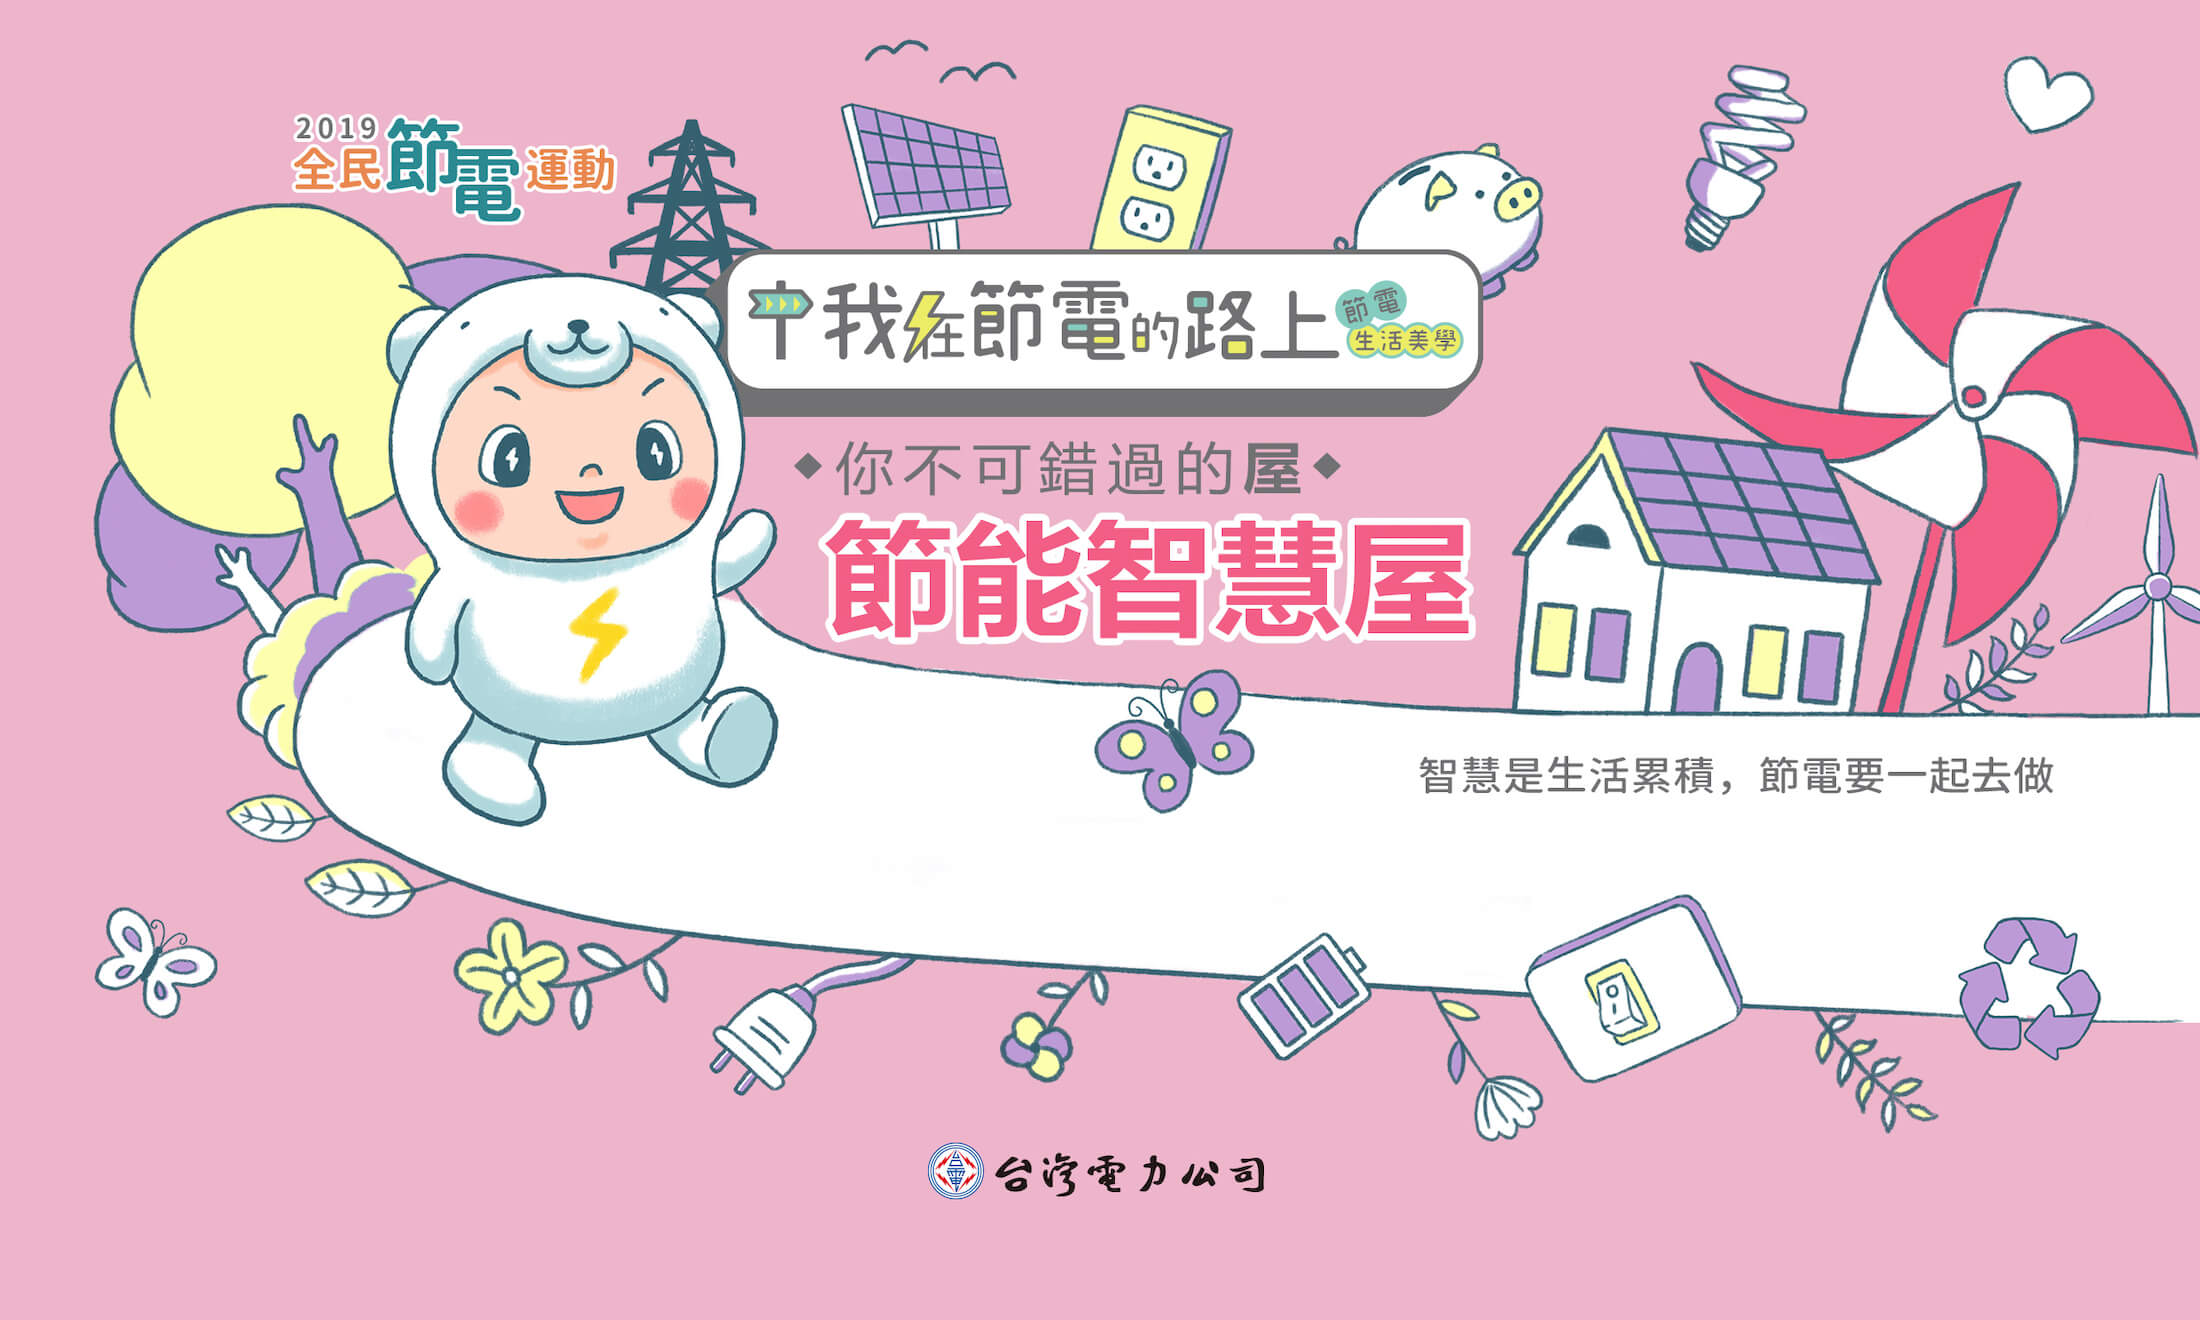 2019
全民節電運動
我在節電的路上
節電
生活美學
你不可錯過的屋
節能智慧屋
智慧是生活累積，節電要一起去做
台灣電力公司